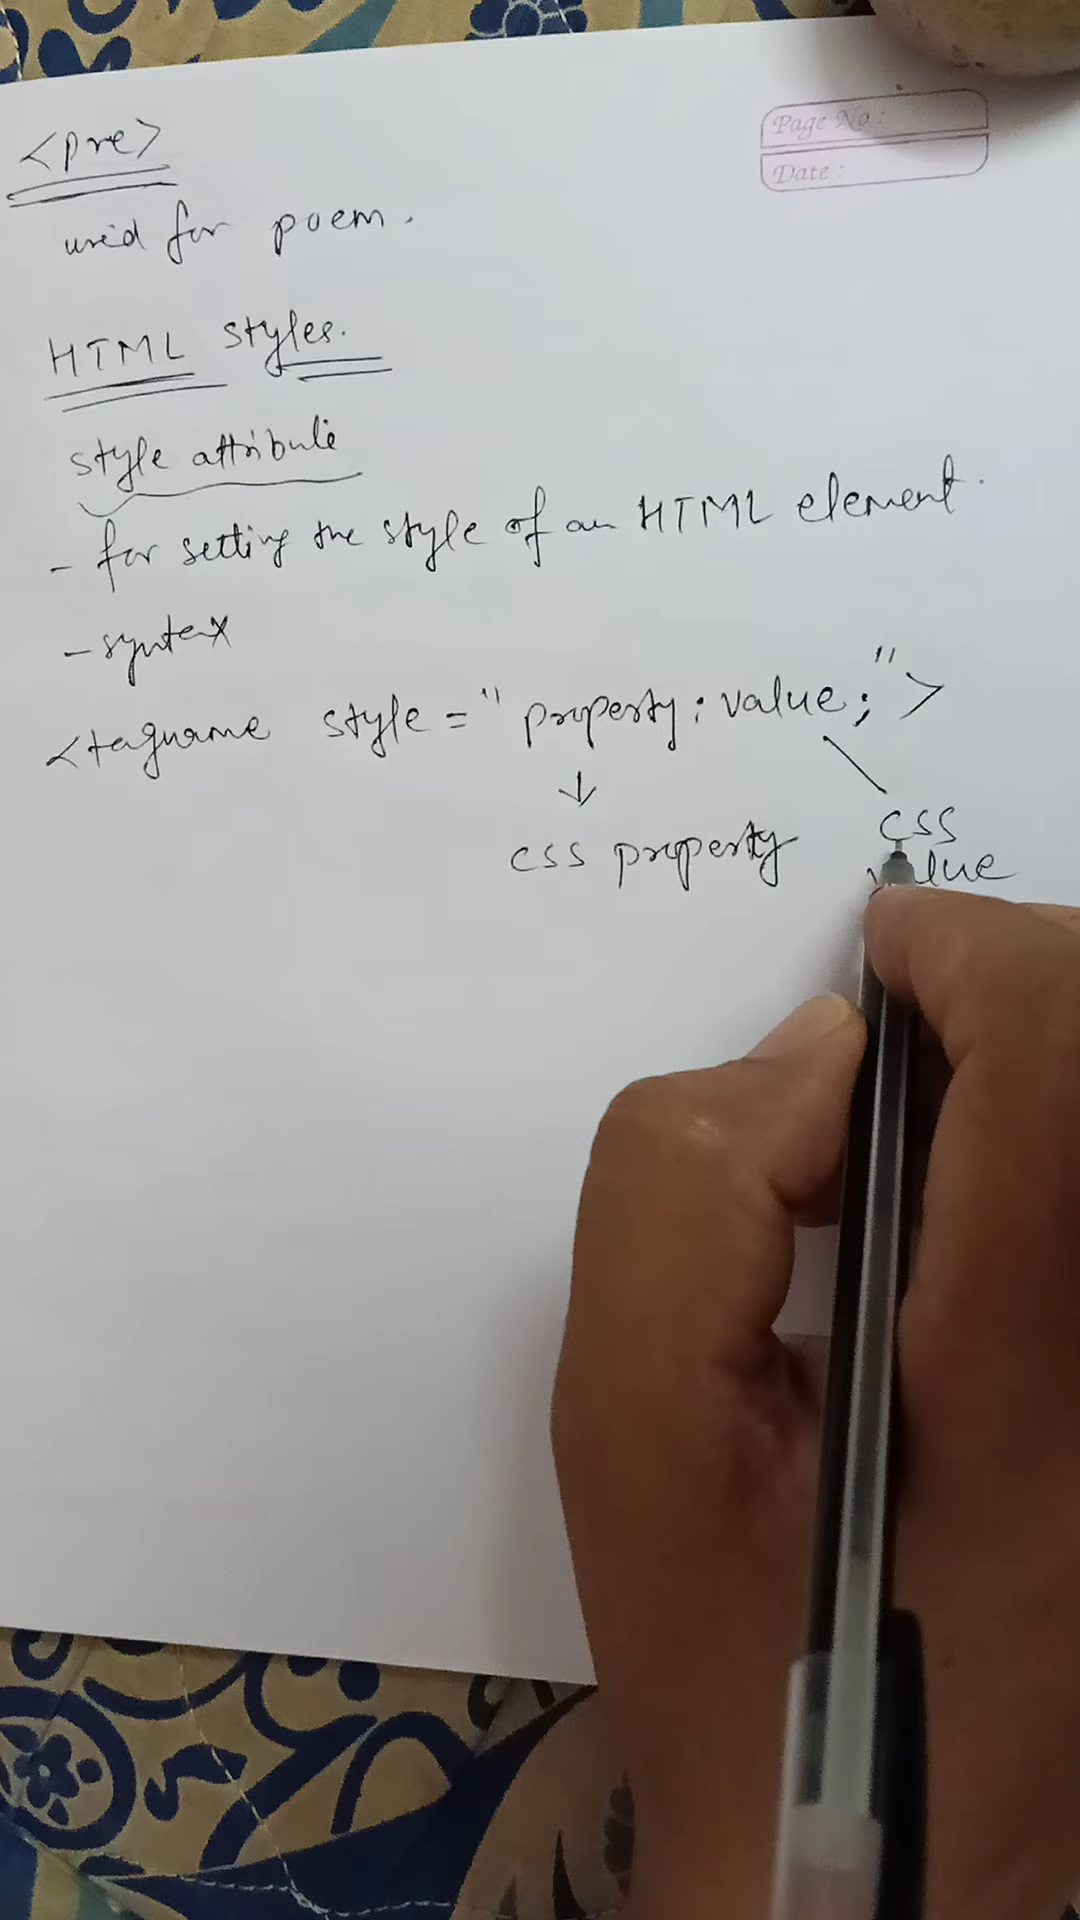 Page No :
Date :
<pre>
used for poem.
HTML styles.
style attribute
- for setting the style of an HTML element.
- syntax
<tagname style = "property : value;">
css property
css
value